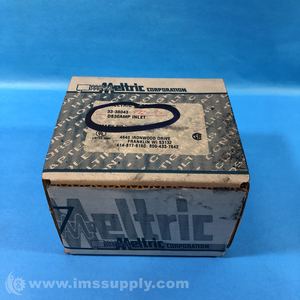 Meltric CORPORATION
33-38043
DS30AMP INLET
4640 IRONWOOD DRIVE
FRANKLIN WI 53132
414-817-6160 800-433-7642
Meltric
Meltric CORPORATION
© www.imssupply.com